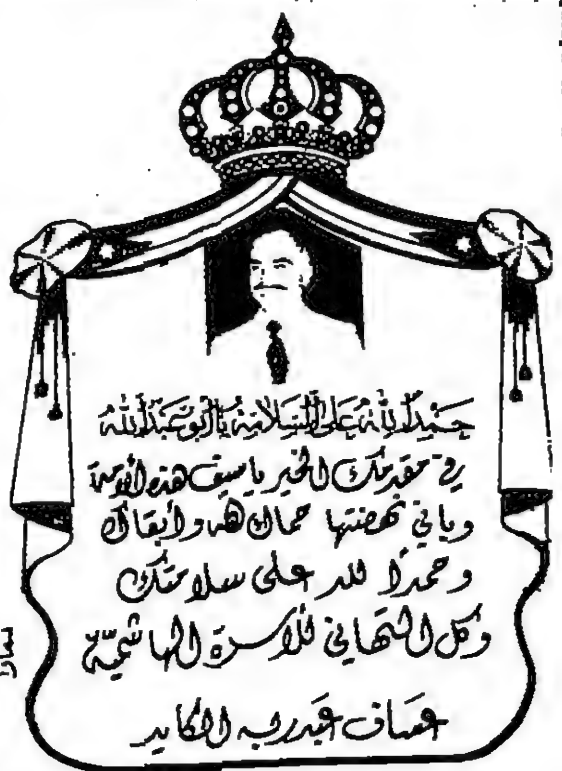 حمداً لله على السلامة يا أبو عبدالله
في مقدمك الخير يا سيف هذه الأمة
وباني نهضتها حماك الله وأبقاك
وحمداً لله على سلامتك
وكل التهاني للأسرة الهاشمية
عساف عبدربه الكايد